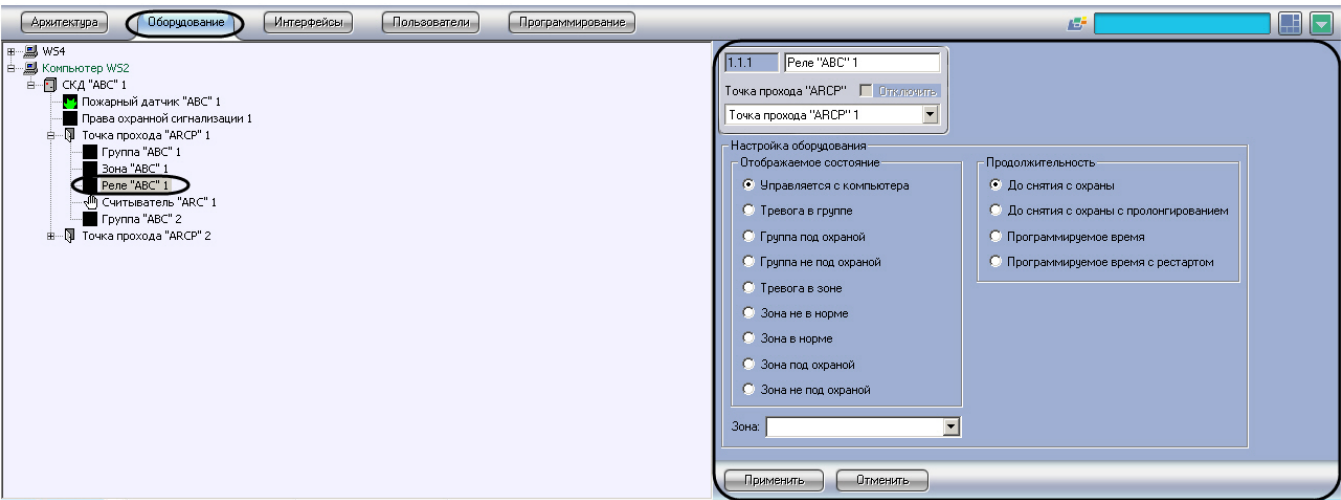 Архитектура Оборудование Интерфейсы Пользователи Программирование
WS4
Компьютер WS2
СКД "ABC" 1
Пожарный датчик "ABC" 1
Права охранной сигнализации 1
Точка прохода "ARCP" 1
Группа "ABC" 1
Зона "ABC" 1
Реле "ABC" 1
Считыватель "ARC" 1
Группа "ABC" 2
Точка прохода "ARCP" 2
1.1.1 Реле "ABC" 1
Точка прохода "ARCP" Отключить
Точка прохода "ARCP" 1
Настройка оборудования
Отображаемое состояние
Управляется с компьютера
Тревога в группе
Группа под охраной
Группа не под охраной
Тревога в зоне
Зона не в норме
Зона в норме
Зона под охраной
Зона не под охраной
Продолжительность
До снятия с охраны
До снятия с охраны с пролонгированием
Программируемое время
Программируемое время с рестартом
Зона:
Применить Отменить